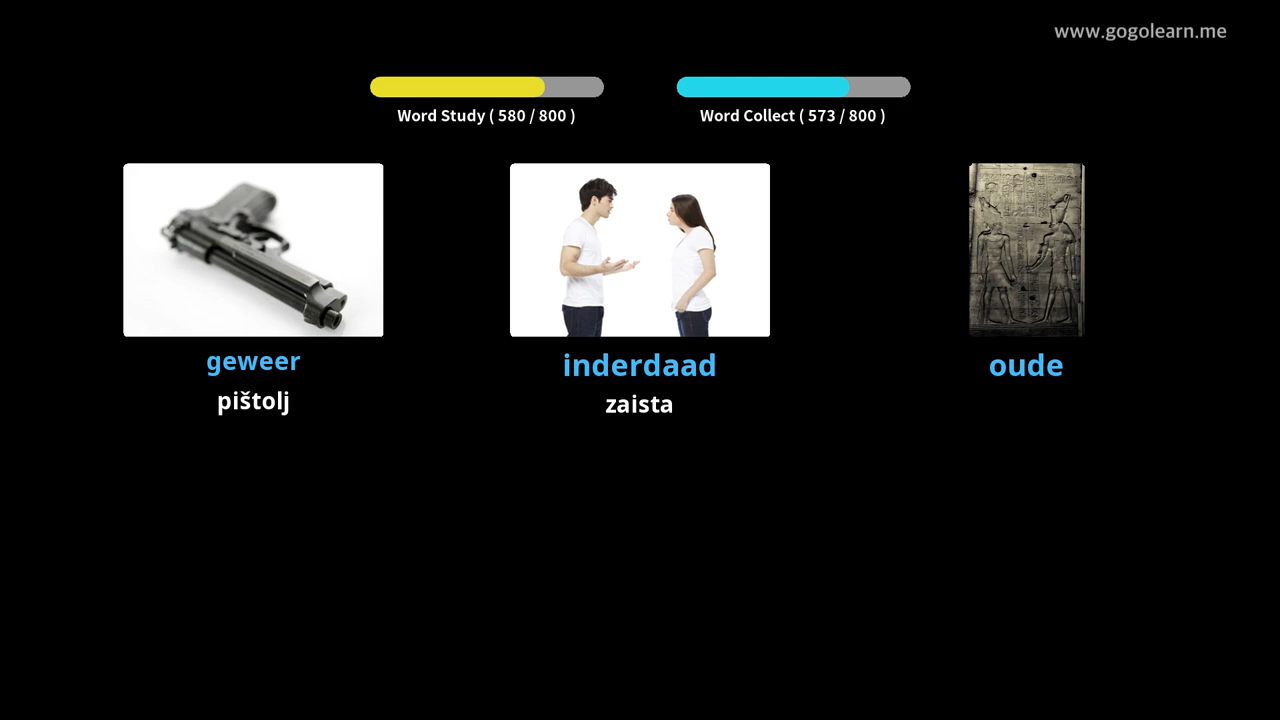 www.gogolearn.me
Word Study ( 580 / 800 )
Word Collect ( 573 / 800 )
geweer
pištolj
inderdaad
zaista
oude